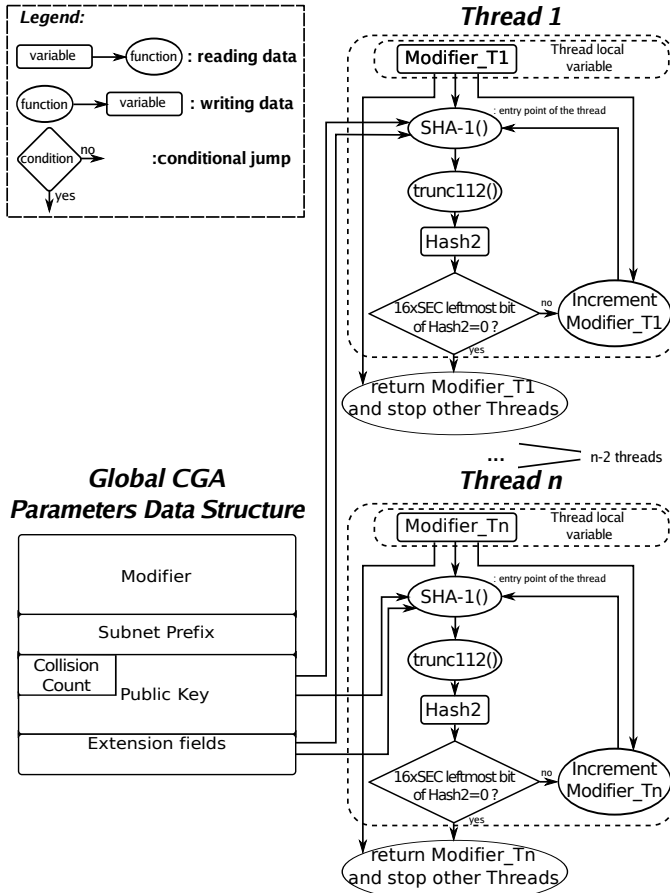 Legend:
variable
function
: reading data
function
variable
: writing data
condition
no
:conditional jump
yes
Thread 1
Modifier_T1
Thread local
variable
: entry point of the thread
SHA-1()
trunc112()
Hash2
16xSEC leftmost bit
of Hash2=0 ?
no
yes
Increment
Modifier_T1
return Modifier_T1
and stop other Threads
...
n-2 threads
Global CGA
Parameters Data Structure
Modifier
Subnet Prefix
Collision
Count
Public Key
Extension fields
Thread n
Modifier_Tn
Thread local
variable
: entry point of the thread
SHA-1()
trunc112()
Hash2
16xSEC leftmost bit
of Hash2=0 ?
no
yes
Increment
Modifier_Tn
return Modifier_Tn
and stop other Threads